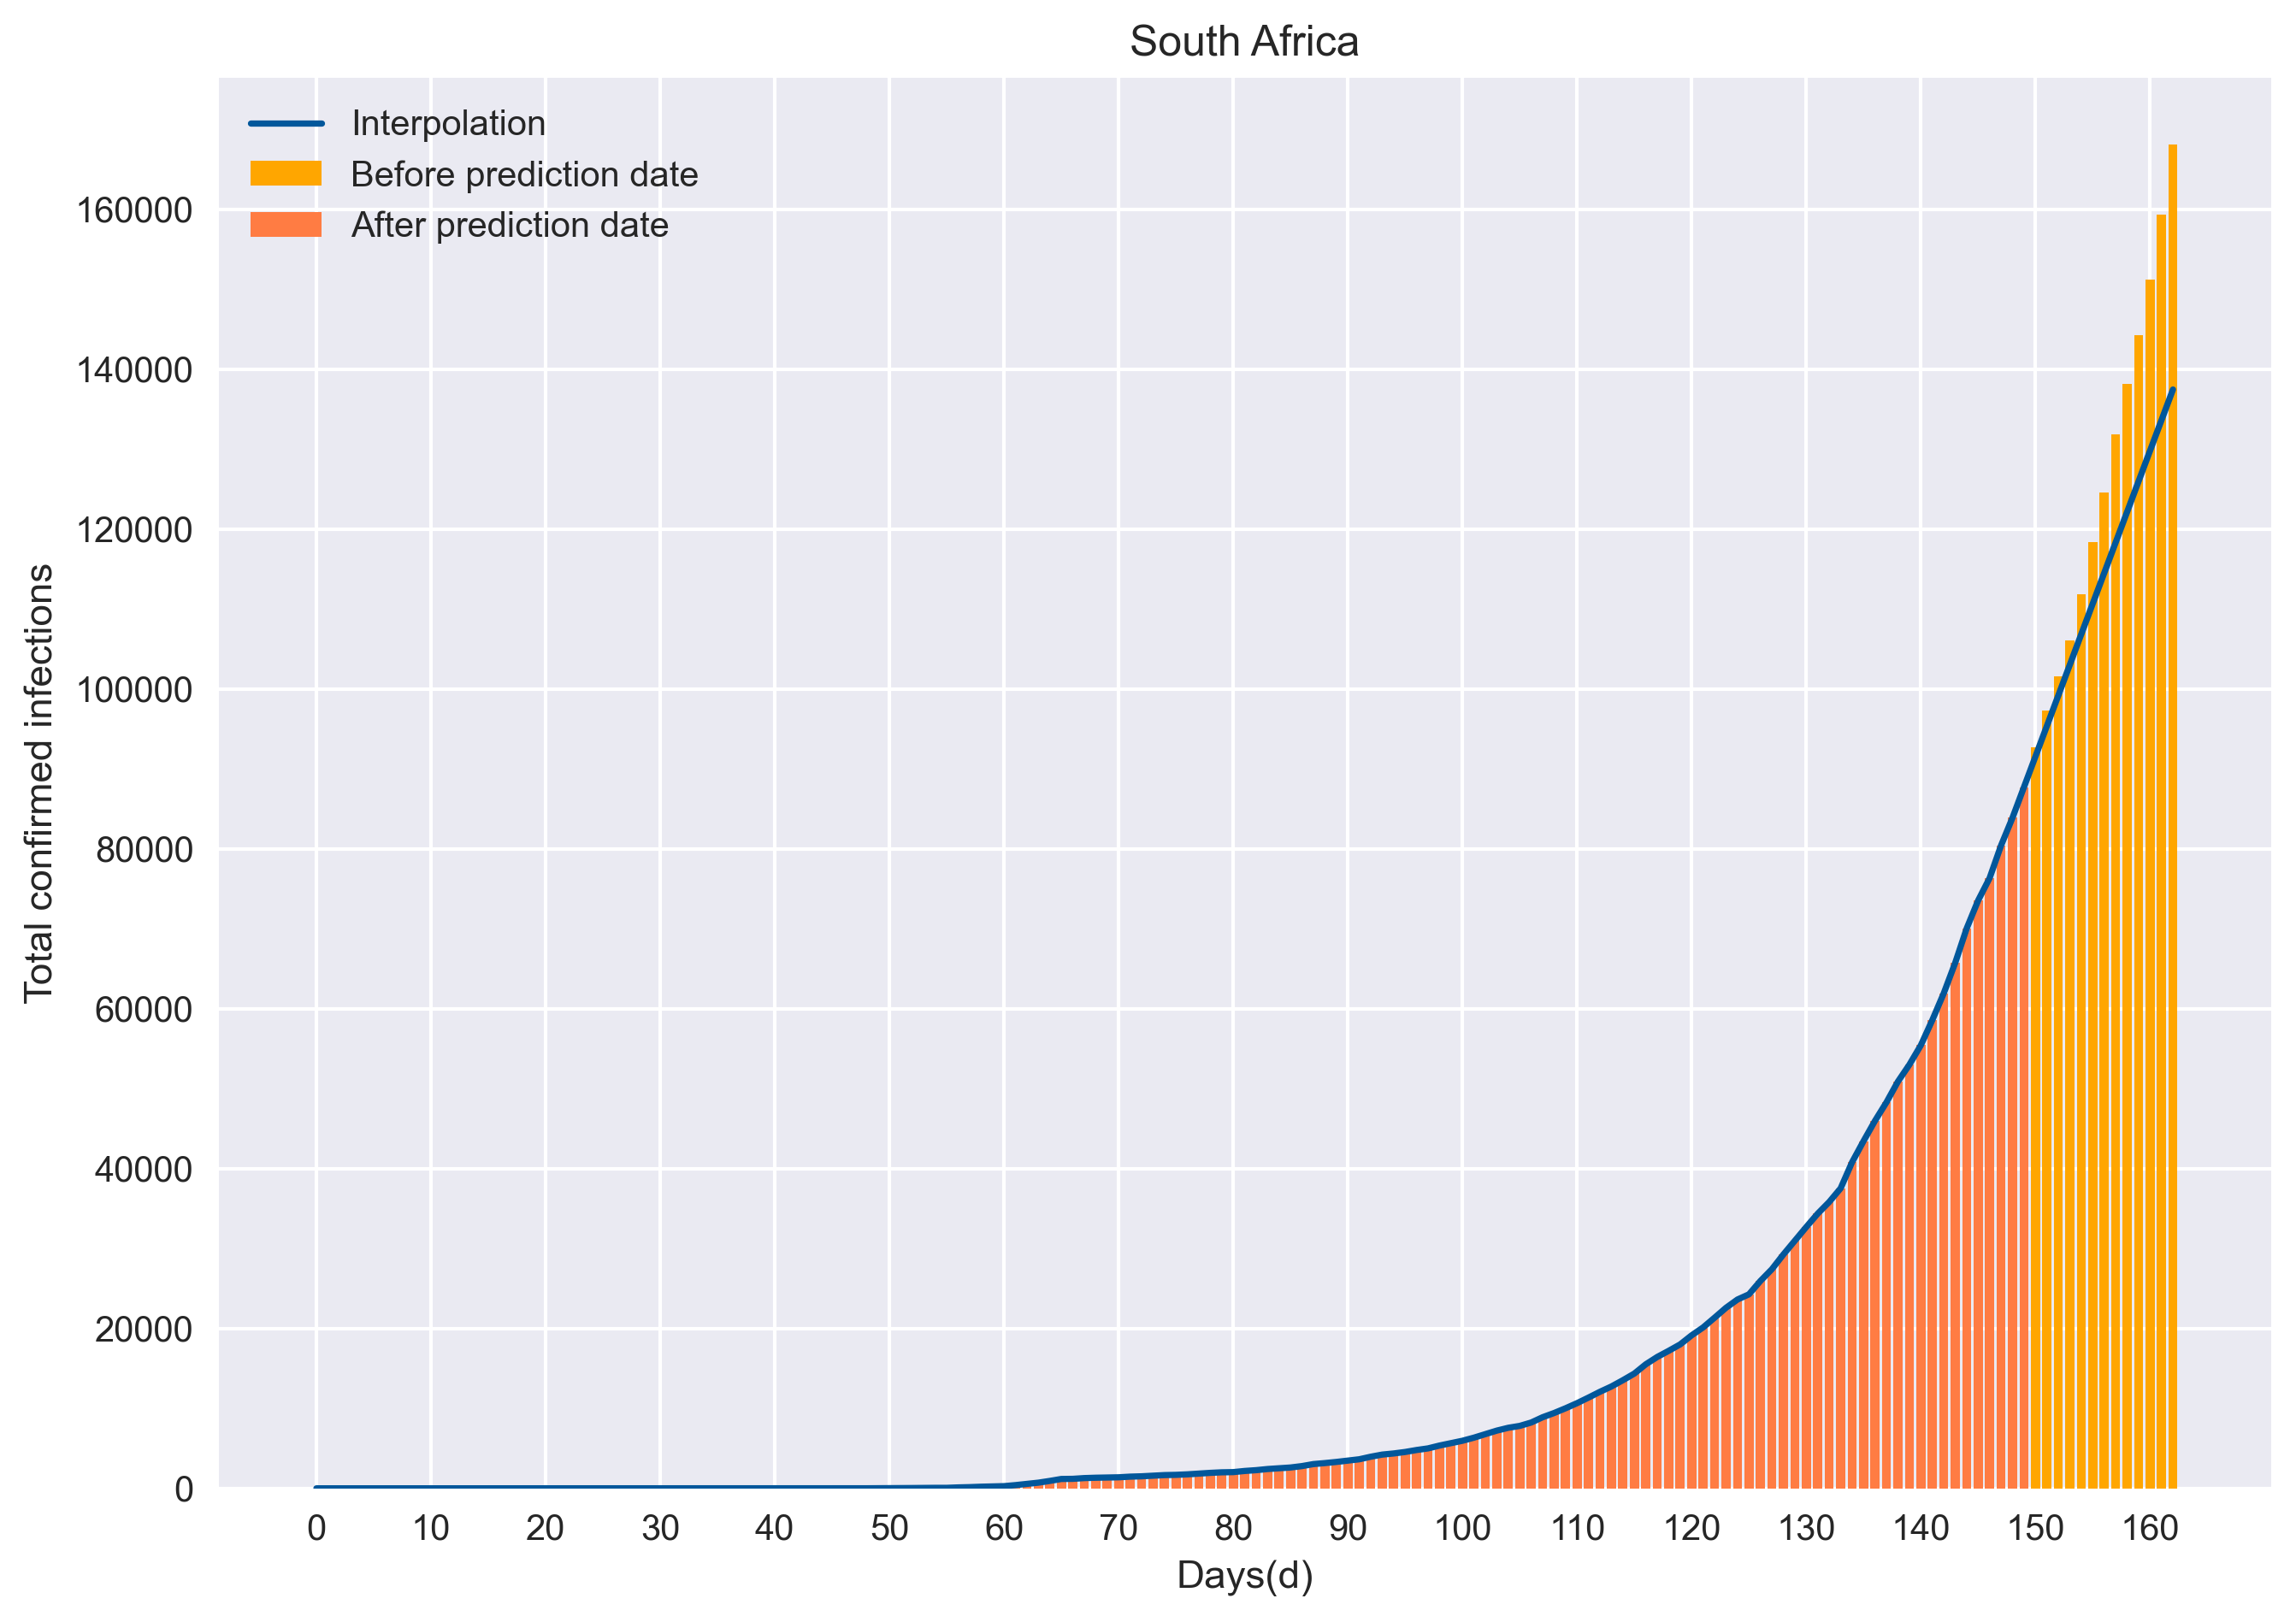 South Africa
Interpolation
Before prediction date
After prediction date
160000
140000
120000
100000
80000
60000
40000
20000
0
Total confirmed infections
0 10 20 30 40 50 60 70 80 90 100 110 120 130 140 150 160
Days(d)